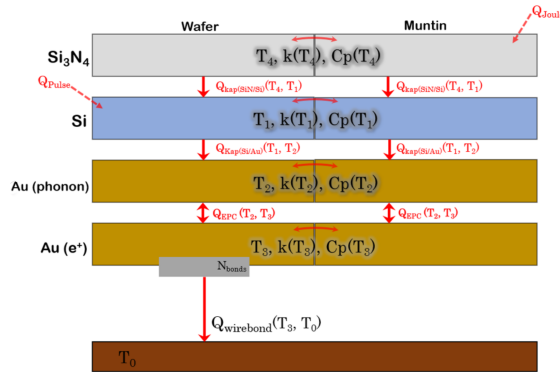 Wafer Muntin
Q_Joul
Si₃N₄ T₄, k(T₄), Cp(T₄)
Q_Pulse
Q_kap(SiN/Si)(T₄, T₁) Q_kap(SiN/Si)(T₄, T₁)
Si T₁, k(T₁), Cp(T₁)
Q_Kap(Si/Au)(T₁, T₂) Q_kap(Si/Au)(T₁, T₂)
Au (phonon) T₂, k(T₂), Cp(T₂)
Q_EPC(T₂, T₃) Q_EPC(T₂, T₃)
Au (e⁺) T₃, k(T₃), Cp(T₃)
N_bonds
Q_wirebond(T₃, T₀)
T₀